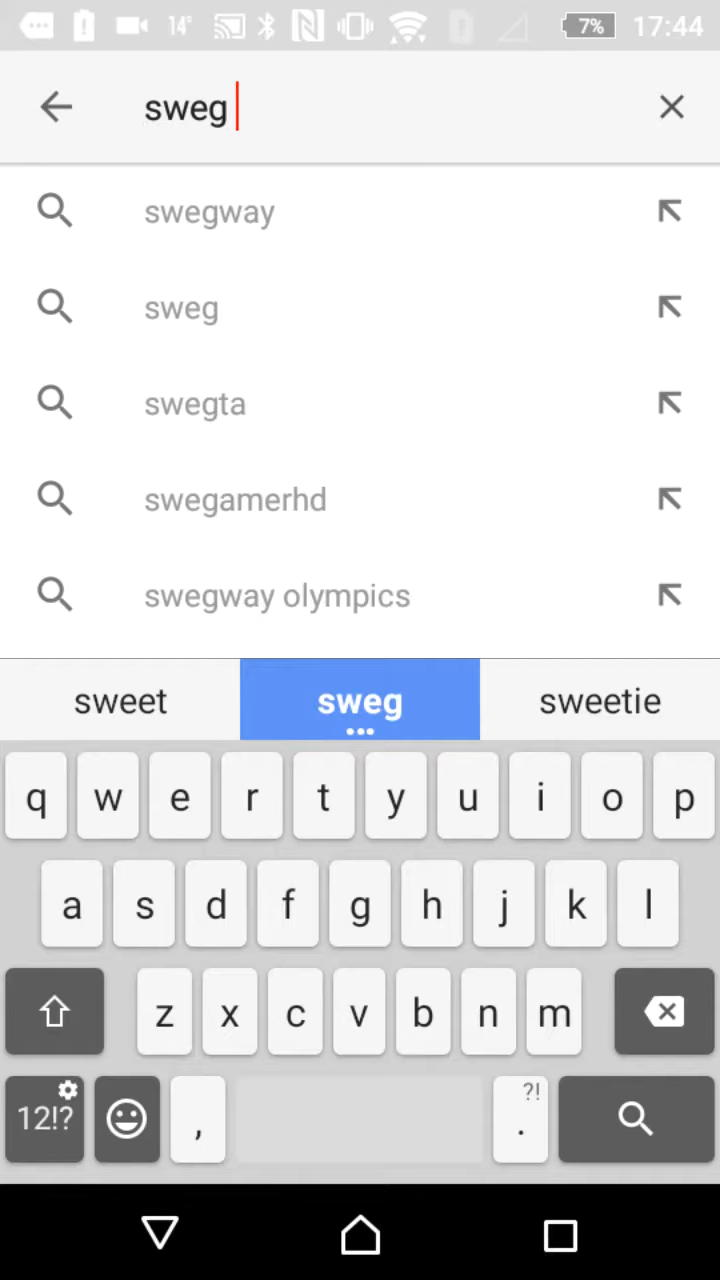 14° 7% 17:44
sweg
swegway
sweg
swegta
swegamerhd
swegway olympics
sweet sweg sweetie
q w e r t y u i o p
a s d f g h j k l
z x c v b n m
12!? , ?! .